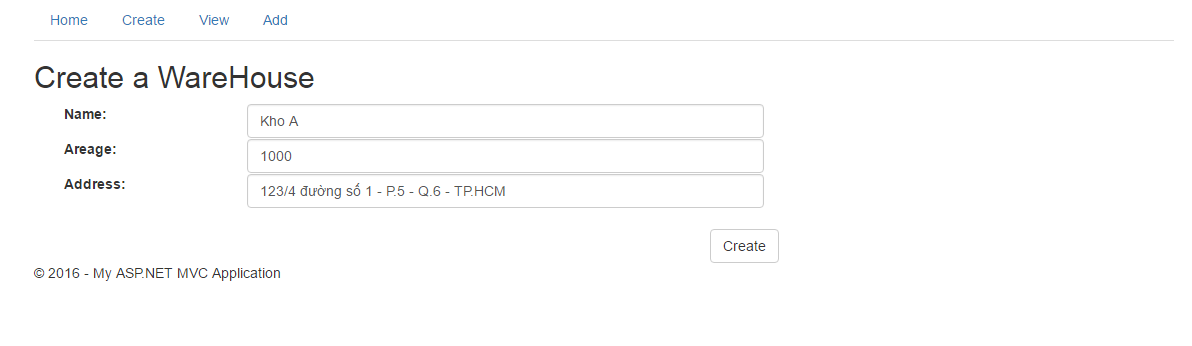 Home Create View Add
Create a WareHouse
Name: Kho A
Areage: 1000
Address: 123/4 đường số 1 - P.5 - Q.6 - TP.HCM
Create
© 2016 - My ASP.NET MVC Application